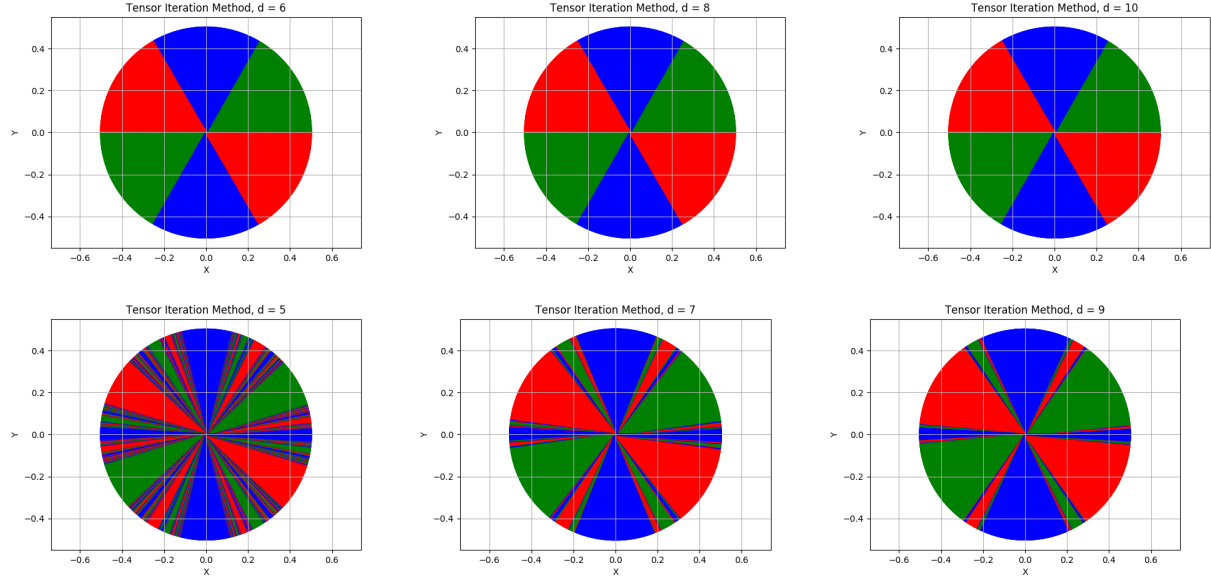 Tensor Iteration Method, d = 6
0.4
0.2
0.0
−0.2
−0.4
Y
−0.6 −0.4 −0.2 0.0 0.2 0.4 0.6
X
Tensor Iteration Method, d = 8
0.4
0.2
0.0
−0.2
−0.4
Y
−0.6 −0.4 −0.2 0.0 0.2 0.4 0.6
X
Tensor Iteration Method, d = 10
0.4
0.2
0.0
−0.2
−0.4
Y
−0.6 −0.4 −0.2 0.0 0.2 0.4 0.6
X
Tensor Iteration Method, d = 5
0.4
0.2
0.0
−0.2
−0.4
Y
−0.6 −0.4 −0.2 0.0 0.2 0.4 0.6
X
Tensor Iteration Method, d = 7
0.4
0.2
0.0
−0.2
−0.4
Y
−0.6 −0.4 −0.2 0.0 0.2 0.4 0.6
X
Tensor Iteration Method, d = 9
0.4
0.2
0.0
−0.2
−0.4
Y
−0.6 −0.4 −0.2 0.0 0.2 0.4 0.6
X